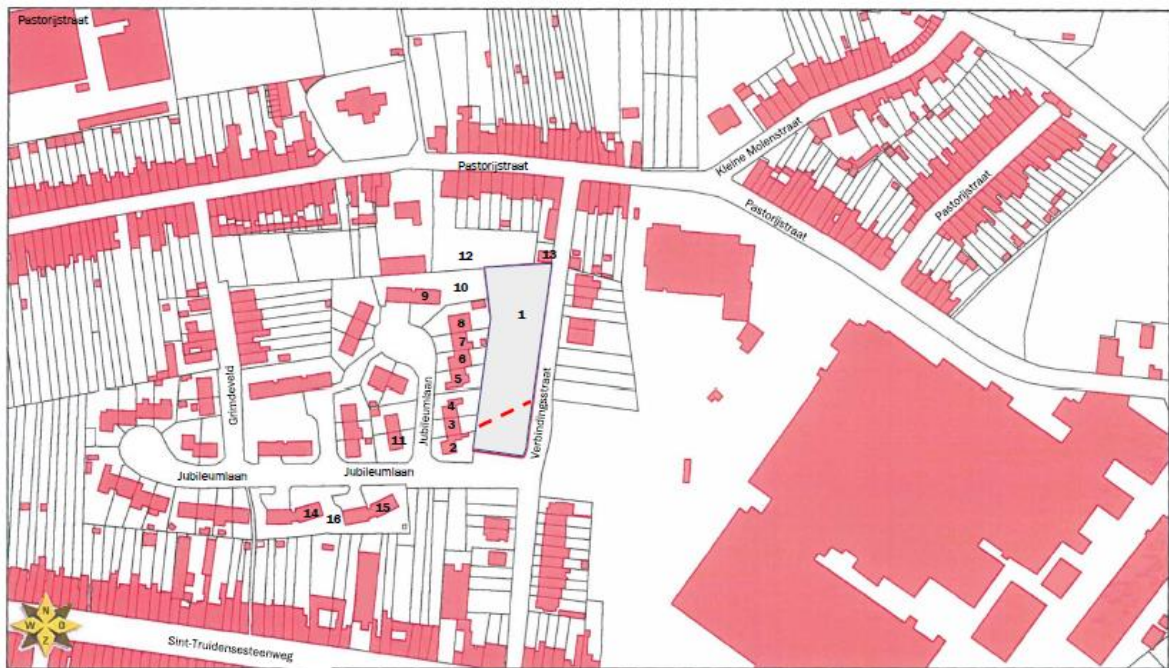 Pastorijstraat
Kleine Molenstraat
Pastorijstraat
Pastorijstraat
Pastorijstraat
12
13
10
9
1
8
7
6
5
4
3
2
11
Grimdeveld
Jubileumlaan
Verbindingsstraat
Jubileumlaan
Jubileumlaan
14
16
15
N
W O
Z
Sint-Truidensesteenweg